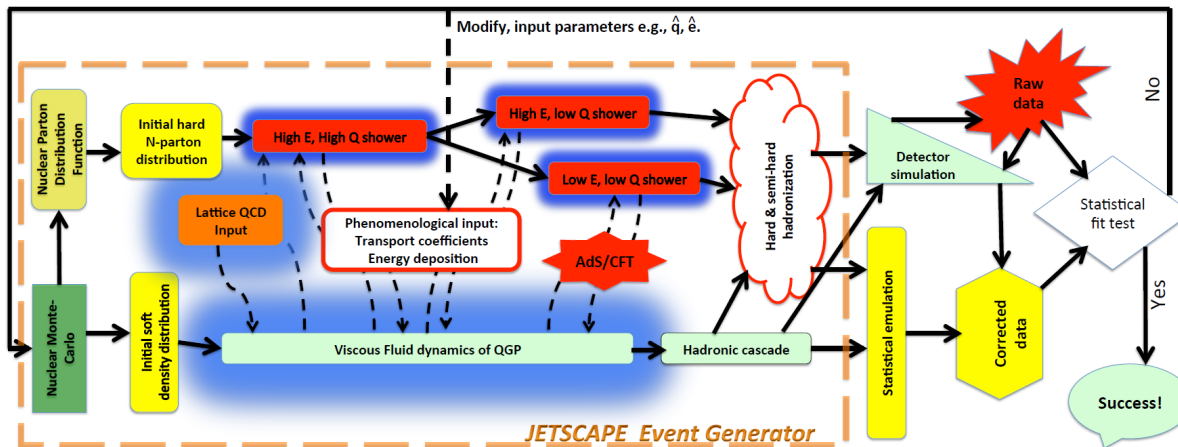 Modify, input parameters e.g., q̂, ê.
Nuclear Parton
Distribution
Function
Initial hard
N-parton
distribution
High E, High Q shower
High E, low Q shower
Low E, low Q shower
Hard & semi-hard
hadronization
Raw
data
No
Detector
simulation
Statistical
fit test
Lattice QCD
Input
Phenomenological input:
Transport coefficients
Energy deposition
AdS/CFT
Nuclear Monte-
Carlo
Initial soft
density distribution
Viscous Fluid dynamics of QGP
Hadronic cascade
Statistical emulation
Corrected
data
Yes
Success!
JETSCAPE Event Generator